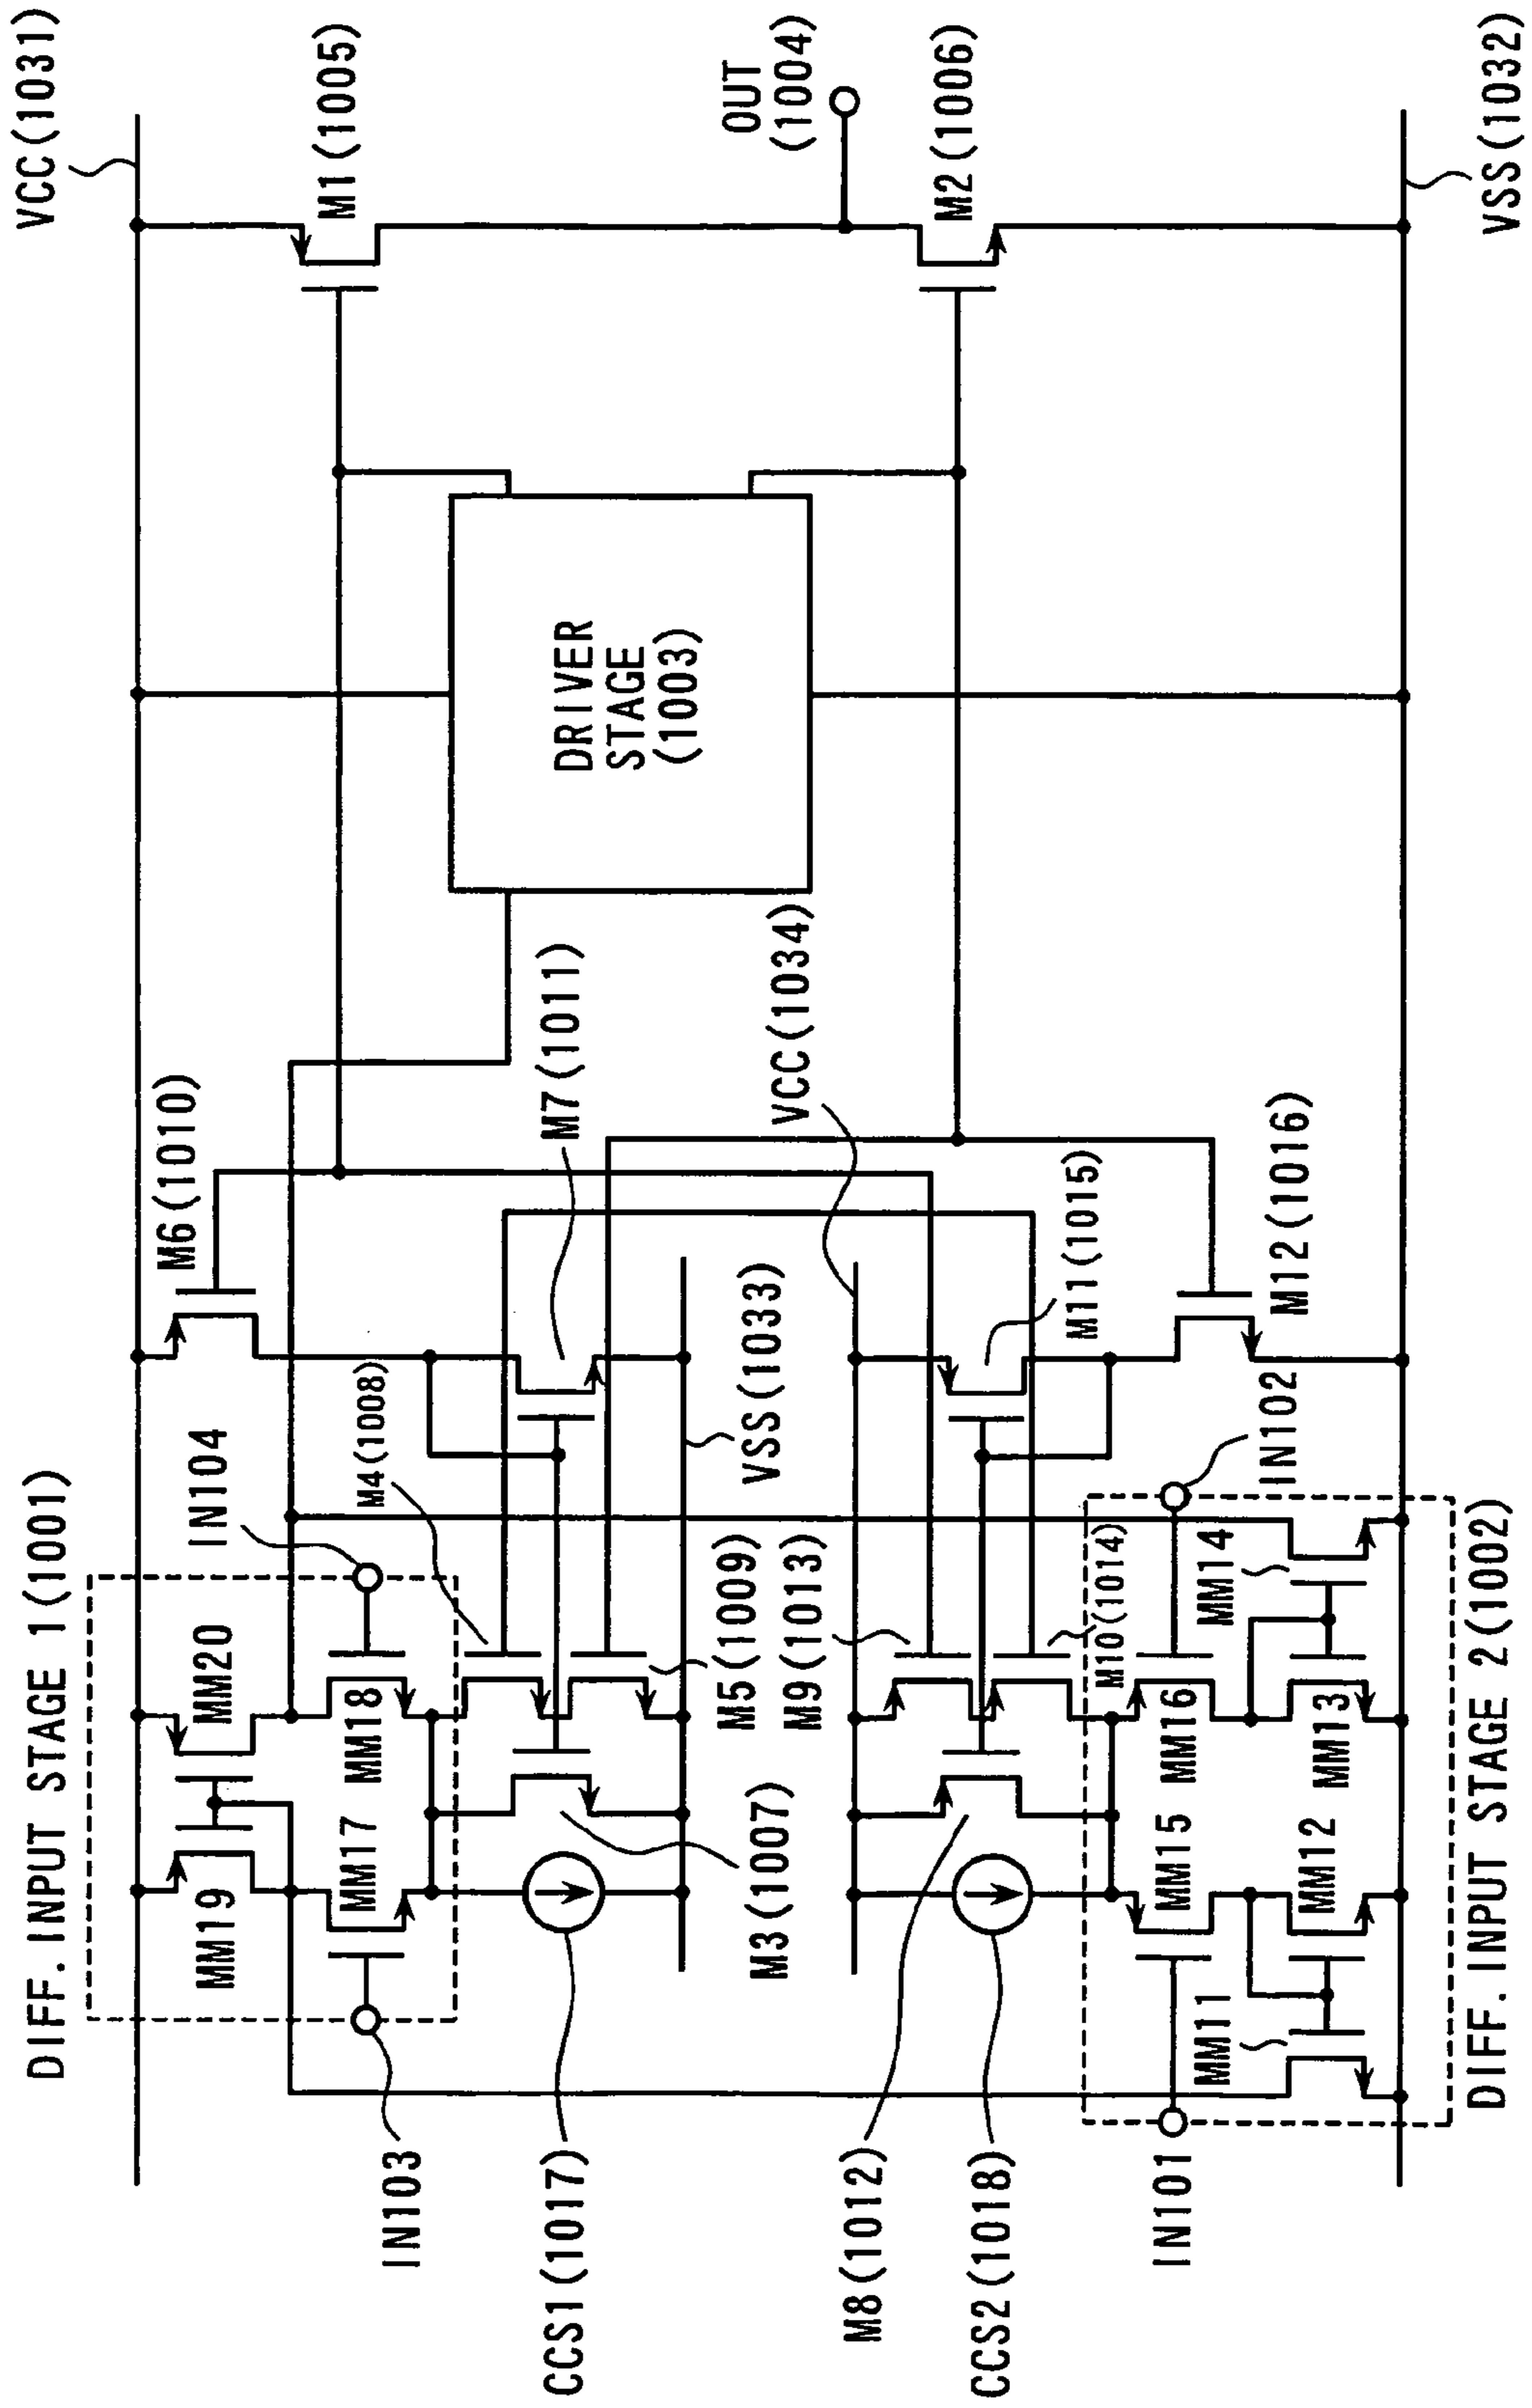 DIFF. INPUT STAGE 1(1001)
VCC(1031)
M6(1010)
M1(1005)
IN104
MM20
MM19
MM18
MM17
M4(1008)
M7(1011)
IN103
DRIVER
STAGE
(1003)
CCS1(1017)
M5(1009)
VSS(1033)
M3(1007)
OUT
(1004)
M9(1013)
VCC(1034)
M8(1012)
M2(1006)
CCS2(1018)
M10(1014)
M11(1015)
MM16
MM15
IN101
MM14
MM11
IN102
M12(1016)
MM13
MM12
DIFF. INPUT STAGE 2(1002)
VSS(1032)